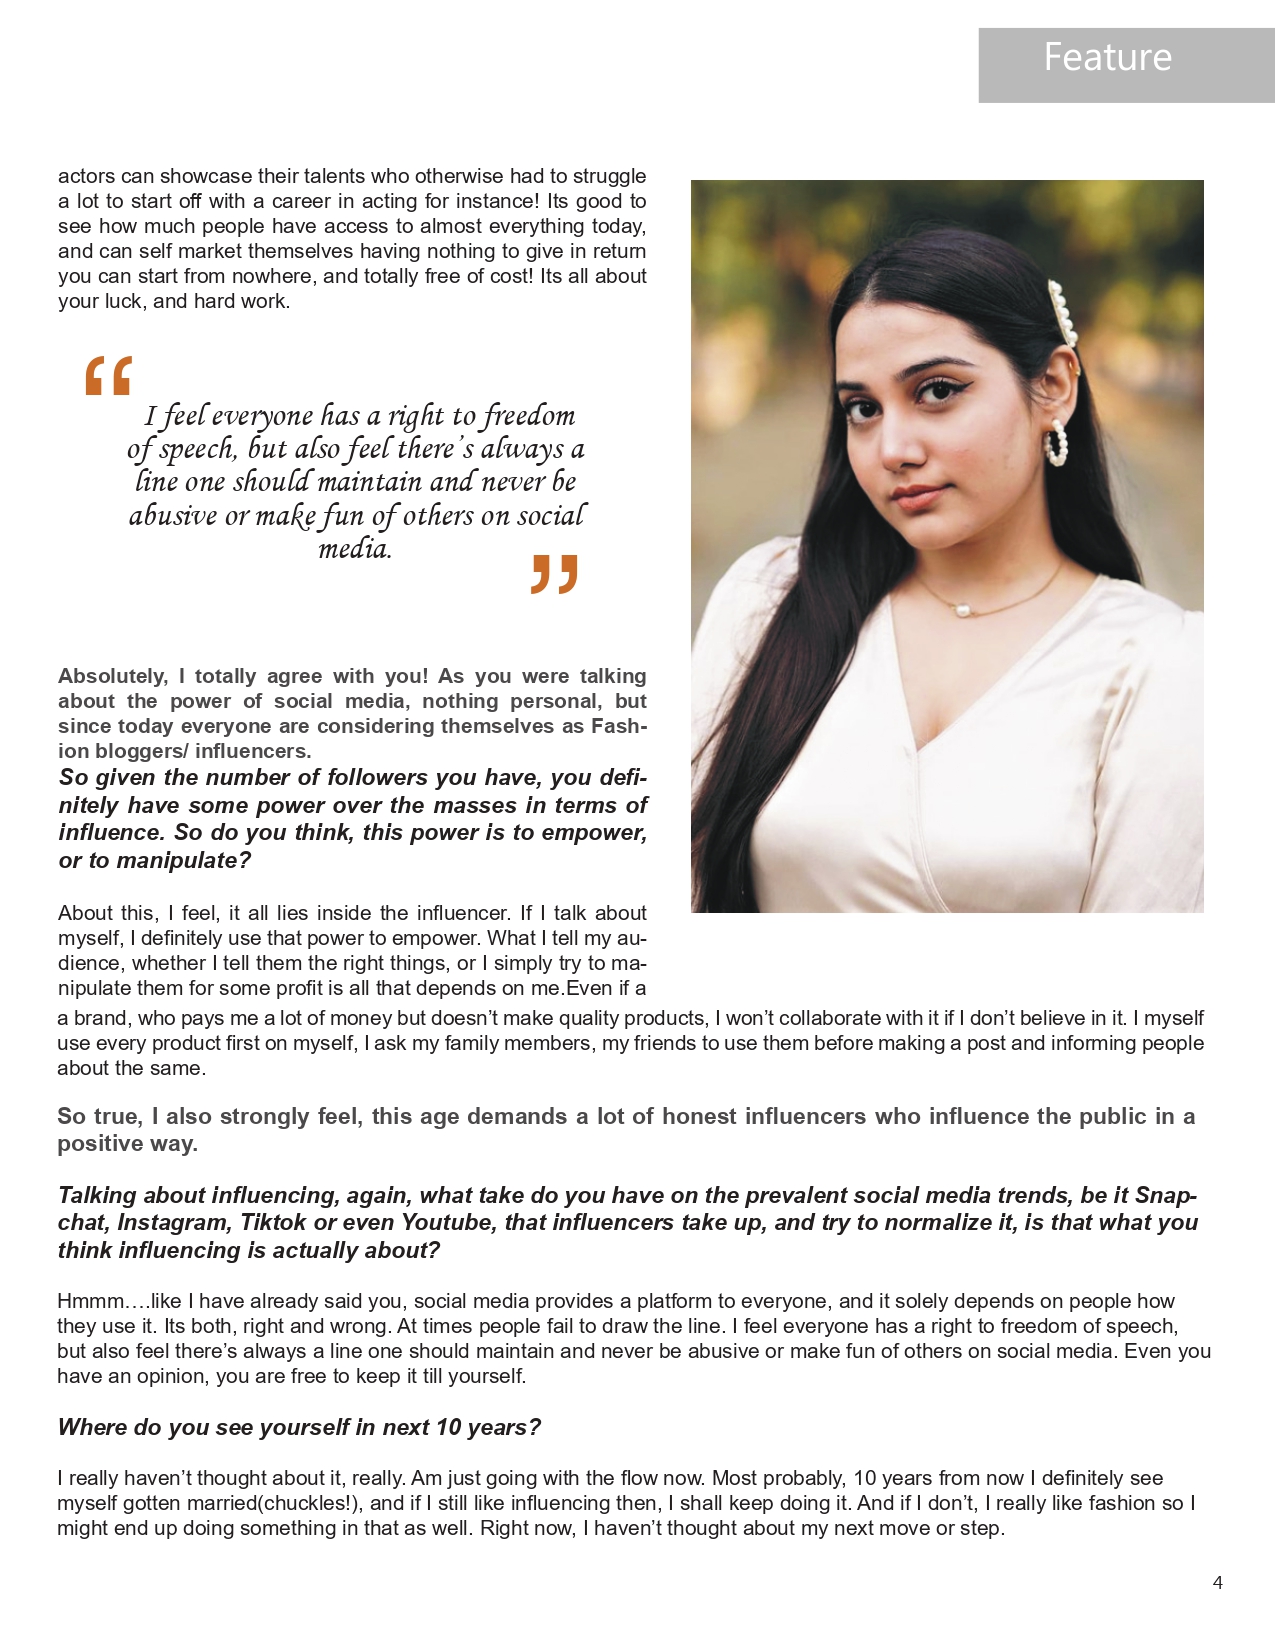 Feature
actors can showcase their talents who otherwise had to struggle
a lot to start off with a career in acting for instance! Its good to
see how much people have access to almost everything today,
and can self market themselves having nothing to give in return
you can start from nowhere, and totally free of cost! Its all about
your luck, and hard work.
“
I feel everyone has a right to freedom
of speech, but also feel there’s always a
line one should maintain and never be
abusive or make fun of others on social
media.
”
Absolutely, I totally agree with you! As you were talking
about the power of social media, nothing personal, but
since today everyone are considering themselves as Fash-
ion bloggers/ influencers.
So given the number of followers you have, you defi-
nitely have some power over the masses in terms of
influence. So do you think, this power is to empower,
or to manipulate?
About this, I feel, it all lies inside the influencer. If I talk about
myself, I definitely use that power to empower. What I tell my au-
dience, whether I tell them the right things, or I simply try to ma-
nipulate them for some profit is all that depends on me.Even if a
a brand, who pays me a lot of money but doesn’t make quality products, I won’t collaborate with it if I don’t believe in it. I myself
use every product first on myself, I ask my family members, my friends to use them before making a post and informing people
about the same.
So true, I also strongly feel, this age demands a lot of honest influencers who influence the public in a
positive way.
Talking about influencing, again, what take do you have on the prevalent social media trends, be it Snap-
chat, Instagram, Tiktok or even Youtube, that influencers take up, and try to normalize it, is that what you
think influencing is actually about?
Hmmm….like I have already said you, social media provides a platform to everyone, and it solely depends on people how
they use it. Its both, right and wrong. At times people fail to draw the line. I feel everyone has a right to freedom of speech,
but also feel there’s always a line one should maintain and never be abusive or make fun of others on social media. Even you
have an opinion, you are free to keep it till yourself.
Where do you see yourself in next 10 years?
I really haven’t thought about it, really. Am just going with the flow now. Most probably, 10 years from now I definitely see
myself gotten married(chuckles!), and if I still like influencing then, I shall keep doing it. And if I don’t, I really like fashion so I
might end up doing something in that as well. Right now, I haven’t thought about my next move or step.
4